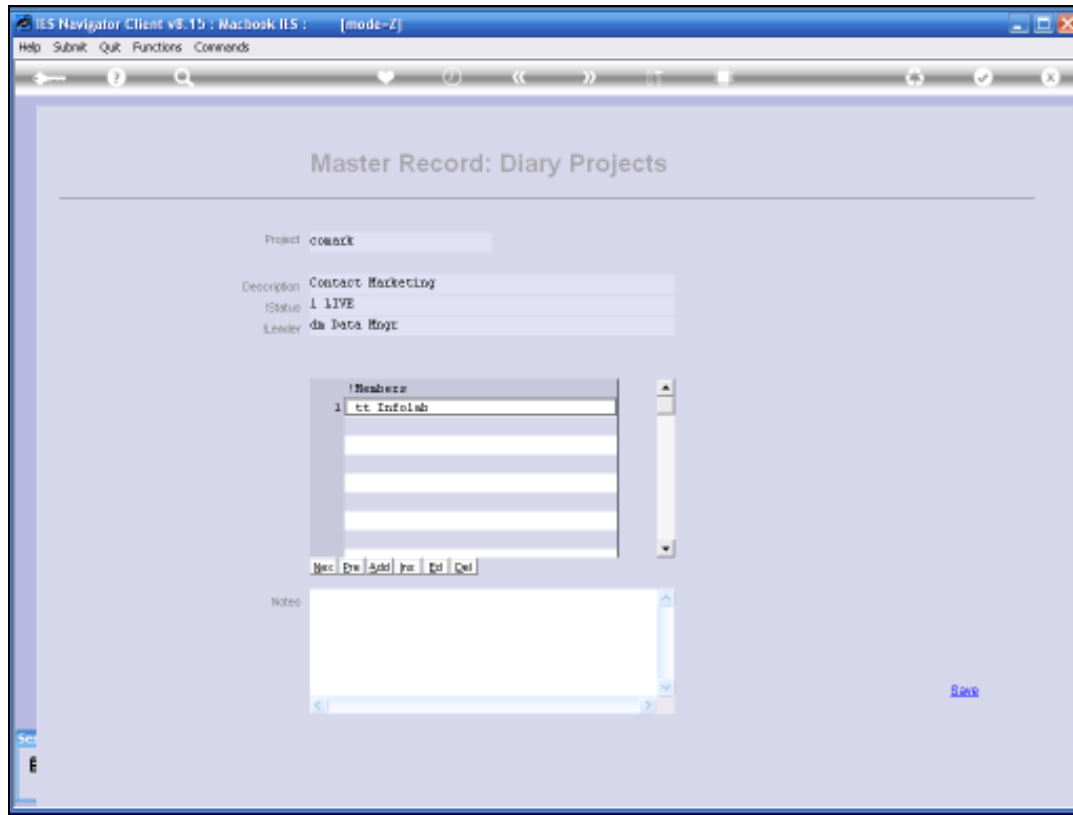 IES Navigator Client v8.15 : Macbook IES : [mode-Z]
Help Submit Quit Functions Commands
Master Record: Diary Projects
Project comark
Description Contact Marketing
!Status 1 LIVE
!Leader dm Data Mngr
!Members
1 tt Infolab
Nex Pre Add Ins Ed Del
Notes
Save